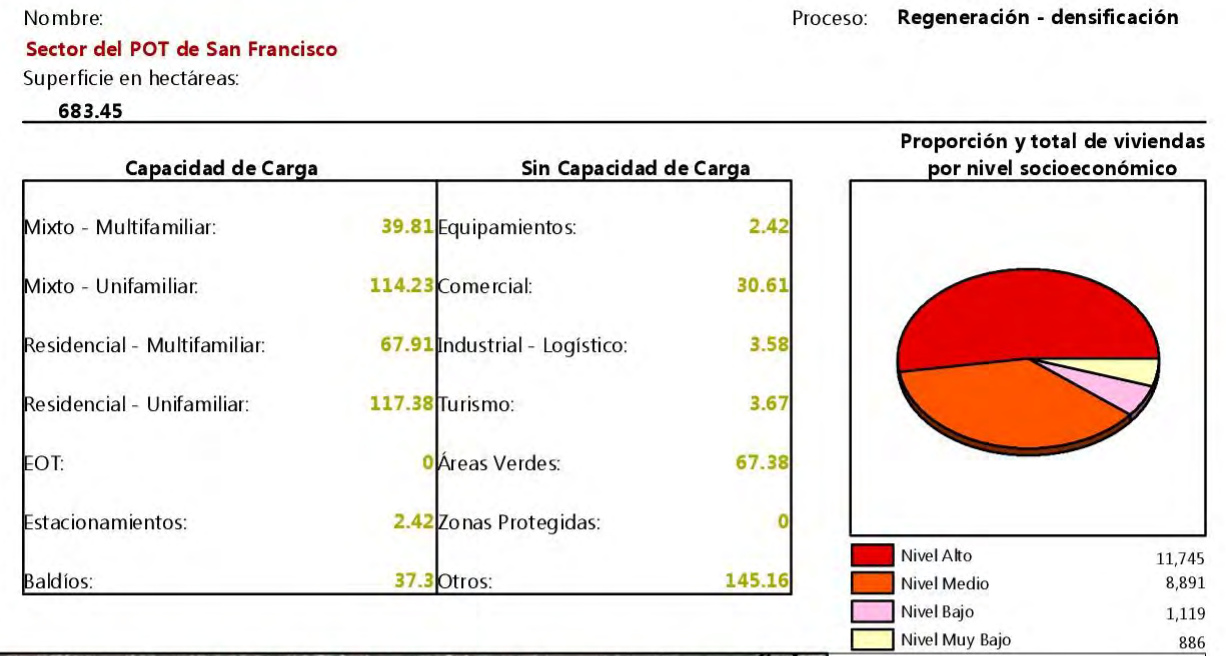 Nombre:
Proceso: Regeneración - densificación
Sector del POT de San Francisco
Superficie en hectáreas:
683.45
Capacidad de Carga
Mixto - Multifamiliar: 39.81
Mixto - Unifamiliar: 114.23
Residencial - Multifamiliar: 67.91
Residencial - Unifamiliar: 117.38
EOT: 0
Estacionamientos: 2.42
Baldíos: 37.3
Sin Capacidad de Carga
Equipamientos: 2.42
Comercial: 30.61
Industrial - Logístico: 3.58
Turismo: 3.67
Áreas Verdes: 67.38
Zonas Protegidas: 0
Otros: 145.16
Proporción y total de viviendas
por nivel socioeconómico
Nivel Alto 11,745
Nivel Medio 8,891
Nivel Bajo 1,119
Nivel Muy Bajo 886